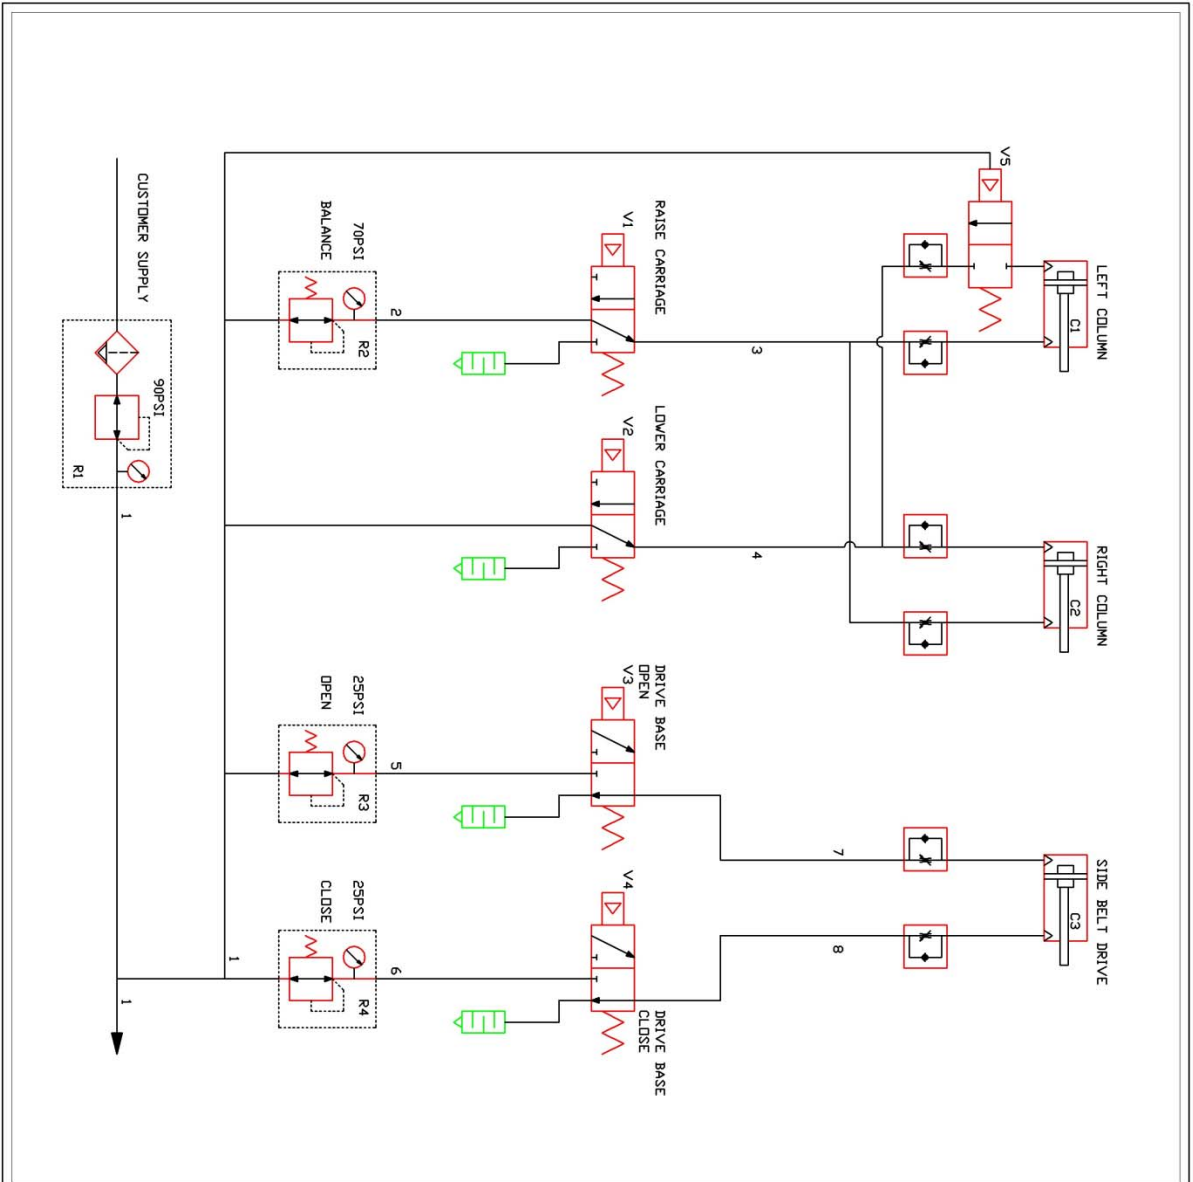 LEFT COLUMN
C1
RIGHT COLUMN
C2
SIDE BELT DRIVE
C3
V5
3
4
7
8
RAISE CARRIAGE
V1
LOWER CARRIAGE
V2
DRIVE BASE
OPEN
V3
DRIVE BASE
CLOSE
V4
2
5
6
70PSI
BALANCE
R2
25PSI
OPEN
R3
25PSI
CLOSE
R4
1
CUSTOMER SUPPLY
90PSI
R1
1
1